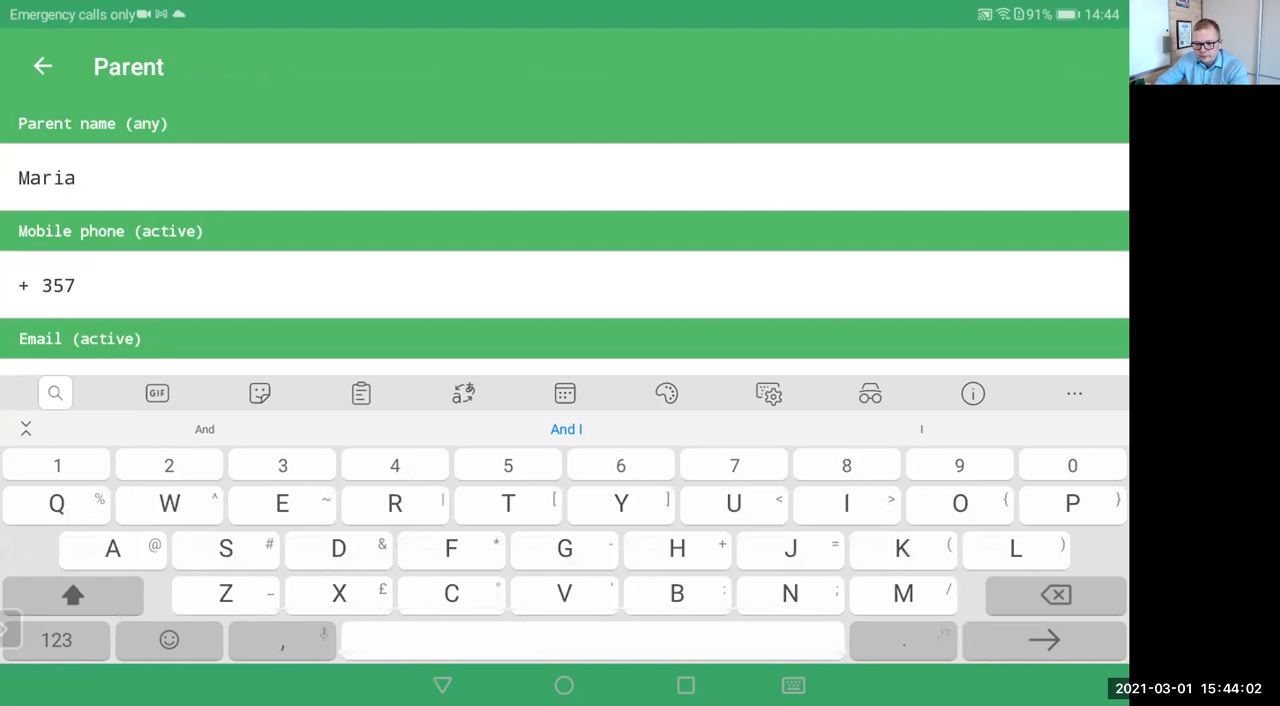 Emergency calls only 91% 14:44
Parent
Parent name (any)
Maria
Mobile phone (active)
+ 357
Email (active)
GIF
And And I I
1 2 3 4 5 6 7 8 9 0
Q % W ^ E ~ R | T [ Y ] U < I > O { P }
A @ S # D & F * G - H + J = K ( L )
Z _ X £ C " V ' B : N ; M /
123 , . ,!?
2021-03-01 15:44:02